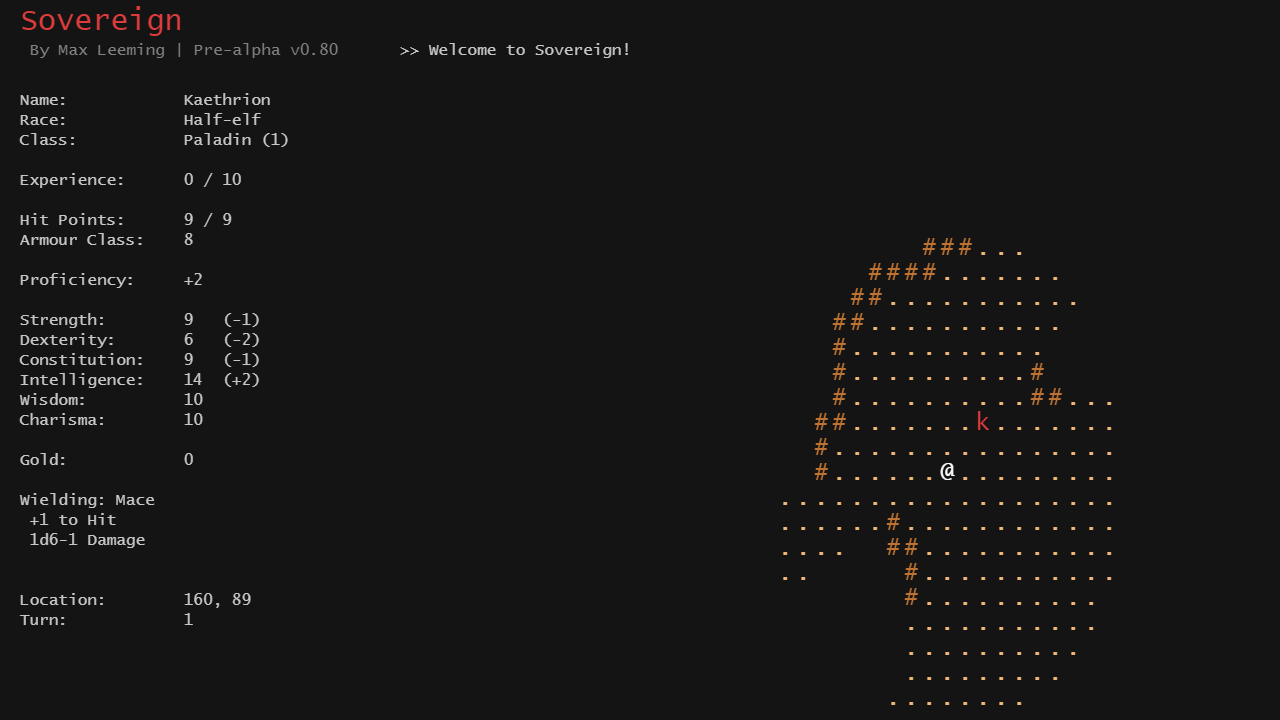 Sovereign
By Max Leeming | Pre-alpha v0.80
>> Welcome to Sovereign!
Name: Kaethrion
Race: Half-elf
Class: Paladin (1)
Experience: 0 / 10
Hit Points: 9 / 9
Armour Class: 8
Proficiency: +2
Strength: 9 (-1)
Dexterity: 6 (-2)
Constitution: 9 (-1)
Intelligence: 14 (+2)
Wisdom: 10
Charisma: 10
Gold: 0
Wielding: Mace
+1 to Hit
1d6-1 Damage
Location: 160, 89
Turn: 1
###...
####.......
##...........
##...........
#...........
#..........#
#..........##...
##.......k.......
#................
#......@.........
...................
......#............
.... ##...........
.. #...........
#..........
...........
..........
.........
........